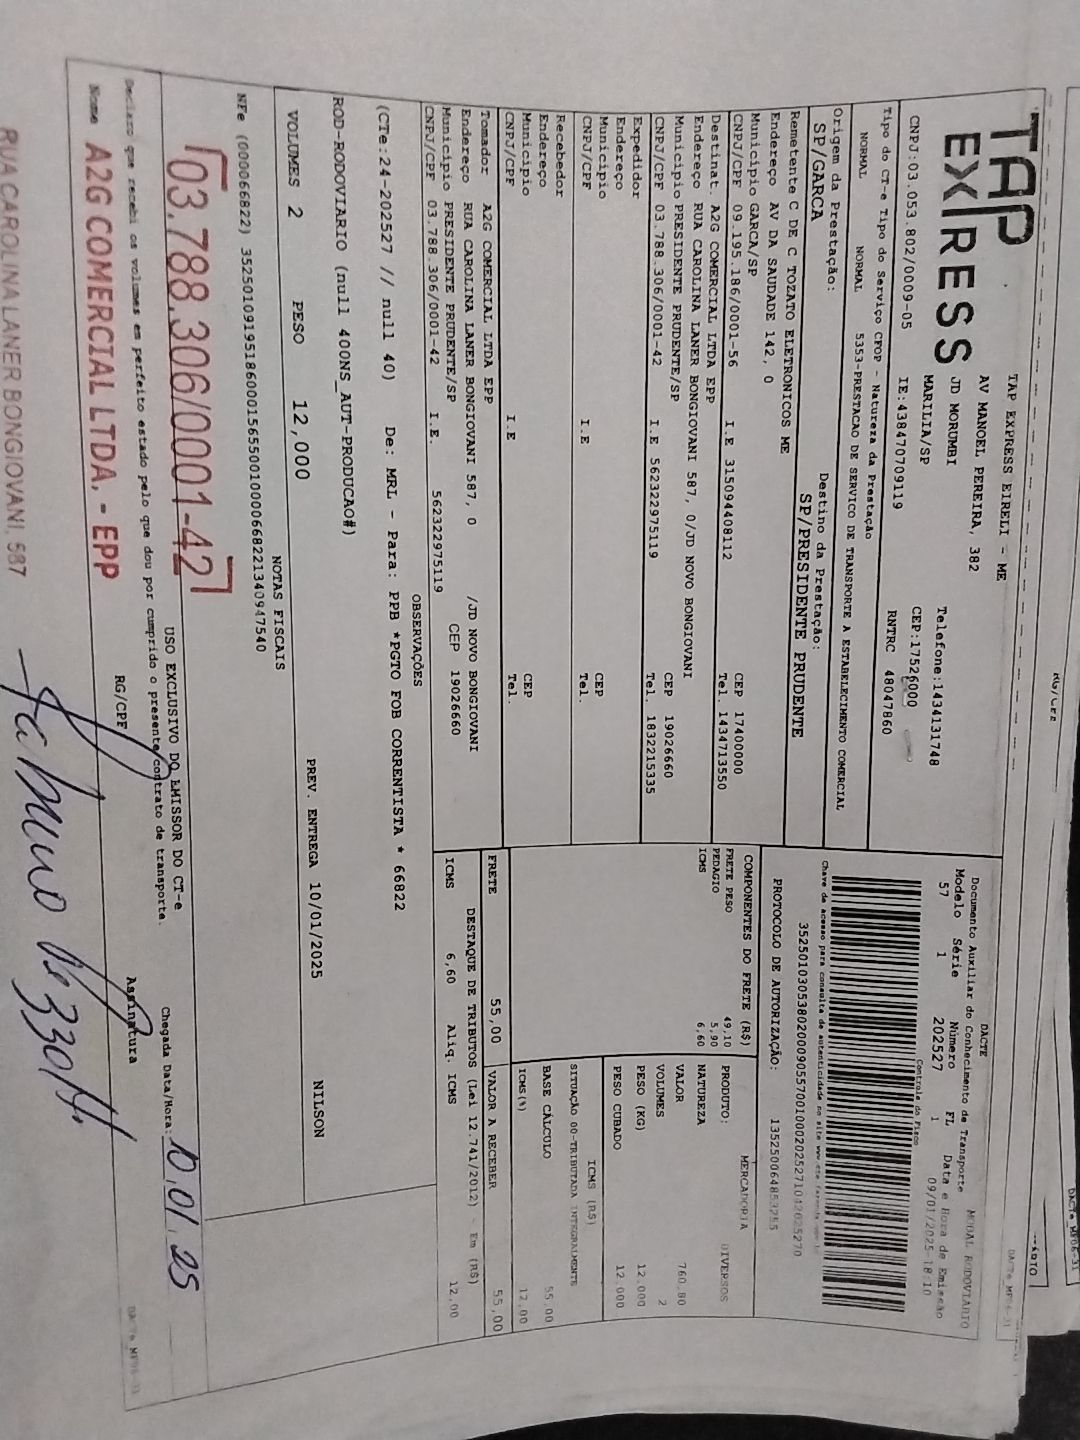 TAP EXPRESS
TAP EXPRESS EIRELI - ME
AV MANOEL PEREIRA, 382
JD MORUMBI
MARILIA/SP
Telefone:1434131748
CEP:17526000
CNPJ:03.053.802/0009-05 IE:438470709119 RNTRC 48047860
DACTE
Documento Auxiliar do Conhecimento de Transporte MODAL RODOVIARIO
Modelo Série Número FL Data e Hora de Emissão
57 1 202527 1 09/01/2025-18:10
Controle do Fisco
Tipo do CT-e Tipo do Serviço CFOP - Natureza da Prestação
NORMAL NORMAL 5353-PRESTACAO DE SERVICO DE TRANSPORTE A ESTABELECIMENTO COMERCIAL
Chave de acesso para consulta de autenticidade no site
Origem da Prestação: Destino da Prestação:
SP/GARCA SP/PRESIDENTE PRUDENTE
PROTOCOLO DE AUTORIZAÇÃO:
Remetente C DE C TOZATO ELETRONICOS ME
Endereço AV DA SAUDADE 142, 0
Município GARCA/SP CEP 17400000
CNPJ/CPF 09.195.186/0001-56 I.E 315094408112 Tel. 1434713550
Destinat. A2G COMERCIAL LTDA EPP
Endereço RUA CAROLINA LANER BONGIOVANI 587, 0/JD NOVO BONGIOVANI
Município PRESIDENTE PRUDENTE/SP CEP 19026660
CNPJ/CPF 03.788.306/0001-42 I.E 562322975119 Tel. 1832215335
Expedidor
Endereço
Município CEP
CNPJ/CPF I.E Tel.
Recebedor
Endereço
Município CEP
CNPJ/CPF I.E Tel.
COMPONENTES DO FRETE (R$)
FRETE PESO 49,10
PEDAGIO 5,90
ICMS 6,60
PRODUTO: MERCADORIA
NATUREZA DIVERSOS
VALOR 760,80
VOLUMES 2
PESO (KG) 12,000
PESO CUBADO 12,000
ICMS (R$)
SITUAÇÃO 00-TRIBUTADA INTEGRALMENTE
BASE CÁLCULO 55,00
ICMS(%) 12,00
Tomador A2G COMERCIAL LTDA EPP
Endereço RUA CAROLINA LANER BONGIOVANI 587, 0 /JD NOVO BONGIOVANI
Município PRESIDENTE PRUDENTE/SP CEP 19026660
CNPJ/CPF 03.788.306/0001-42 I.E 562322975119
FRETE 55,00 VALOR A RECEBER 55,00
DESTAQUE DE TRIBUTOS (Lei 12.741/2012) - Em (R$)
ICMS 6,60 Aliq. ICMS 12,00
OBSERVAÇÕES
(CTe:24-202527 // null 40) De: MRL - Para: PPB *PGTO FOB CORRENTISTA * 66822
ROD-RODOVIARIO (null 400NS_AUT-PRODUCAO#)
VOLUMES 2 PESO 12,000 PREV. ENTREGA 10/01/2025 NILSON
NOTAS FISCAIS
NFe (000066822) 35250109195186000156550010000668221340947540
USO EXCLUSIVO DO EMISSOR DO CT-e
03.788.306/0001-42
Declaro que recebi os volumes em perfeito estado pelo que dou por cumprido o presente contrato de transporte.
Chegada Data/Hora: 10,01,25
Nome A2G COMERCIAL LTDA. - EPP
RG/CPF
Assinatura
RUA CAROLINA LANER BONGIOVANI, 587